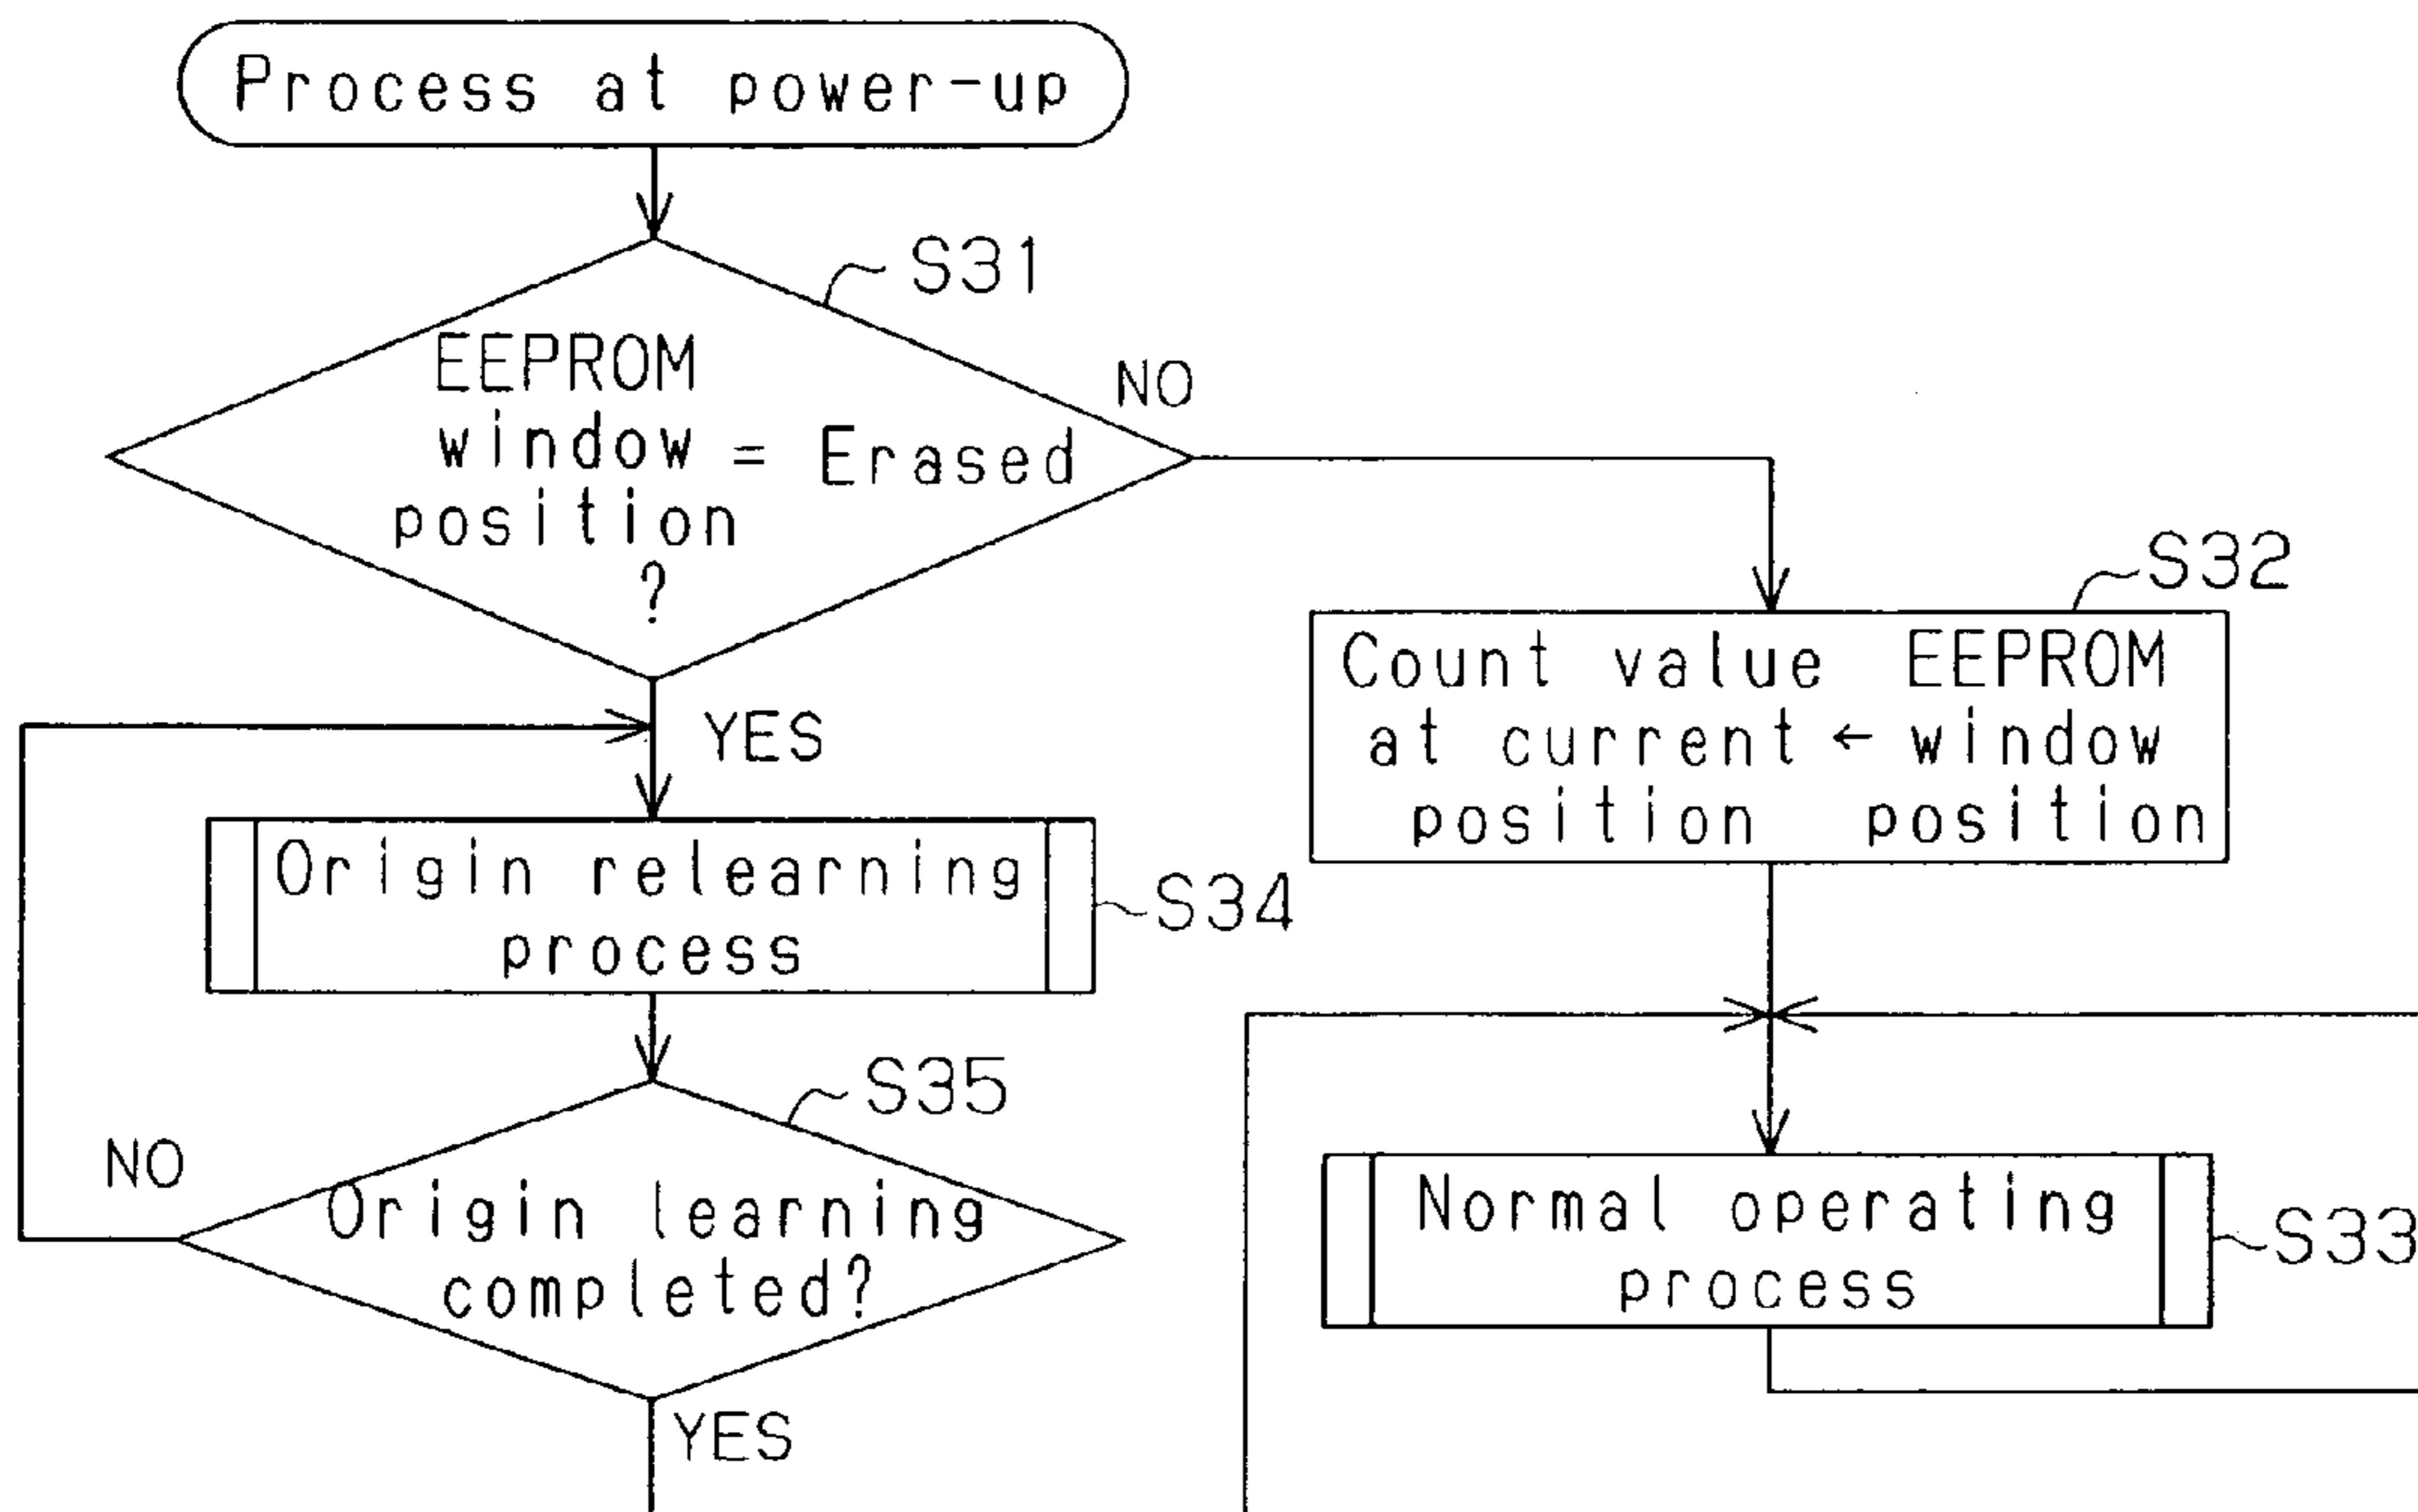 Process at power-up
S31
EEPROM
window = Erased
position
?
NO
YES
S32
Count value EEPROM
at current ← window
position position
Origin relearning
process
S34
S35
NO
Origin learning
completed?
YES
Normal operating
process
S33